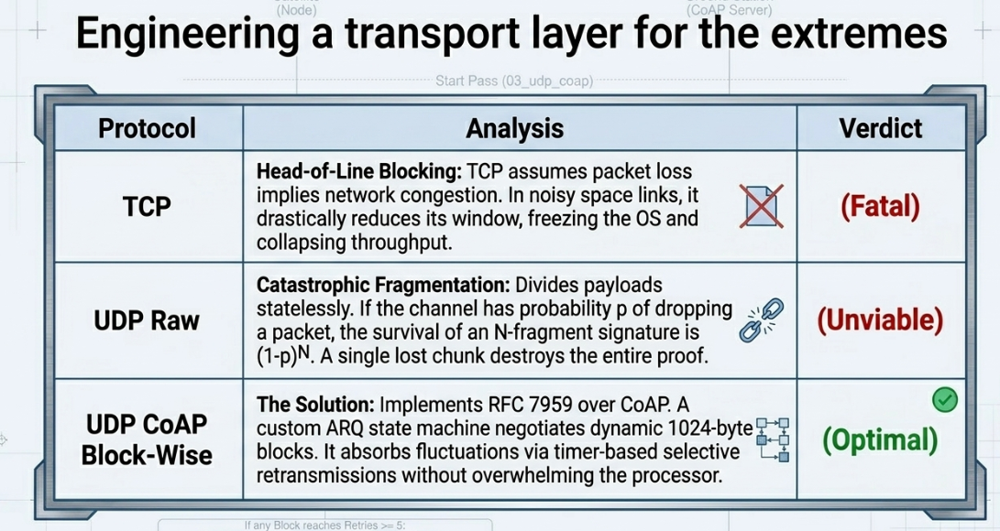 (Node)
(CoAP Server)
Engineering a transport layer for the extremes
Start Pass (03_udp_coap)
Protocol
Analysis
Verdict
TCP
Head-of-Line Blocking: TCP assumes packet loss
implies network congestion. In noisy space links, it
drastically reduces its window, freezing the OS and
collapsing throughput.
(Fatal)
UDP Raw
Catastrophic Fragmentation: Divides payloads
statelessly. If the channel has probability p of dropping
a packet, the survival of an N-fragment signature is
(1-p)ᴺ. A single lost chunk destroys the entire proof.
(Unviable)
UDP CoAP
Block-Wise
The Solution: Implements RFC 7959 over CoAP. A
custom ARQ state machine negotiates dynamic 1024-byte
blocks. It absorbs fluctuations via timer-based selective
retransmissions without overwhelming the processor.
(Optimal)
If any Block reaches Retries >= 5: